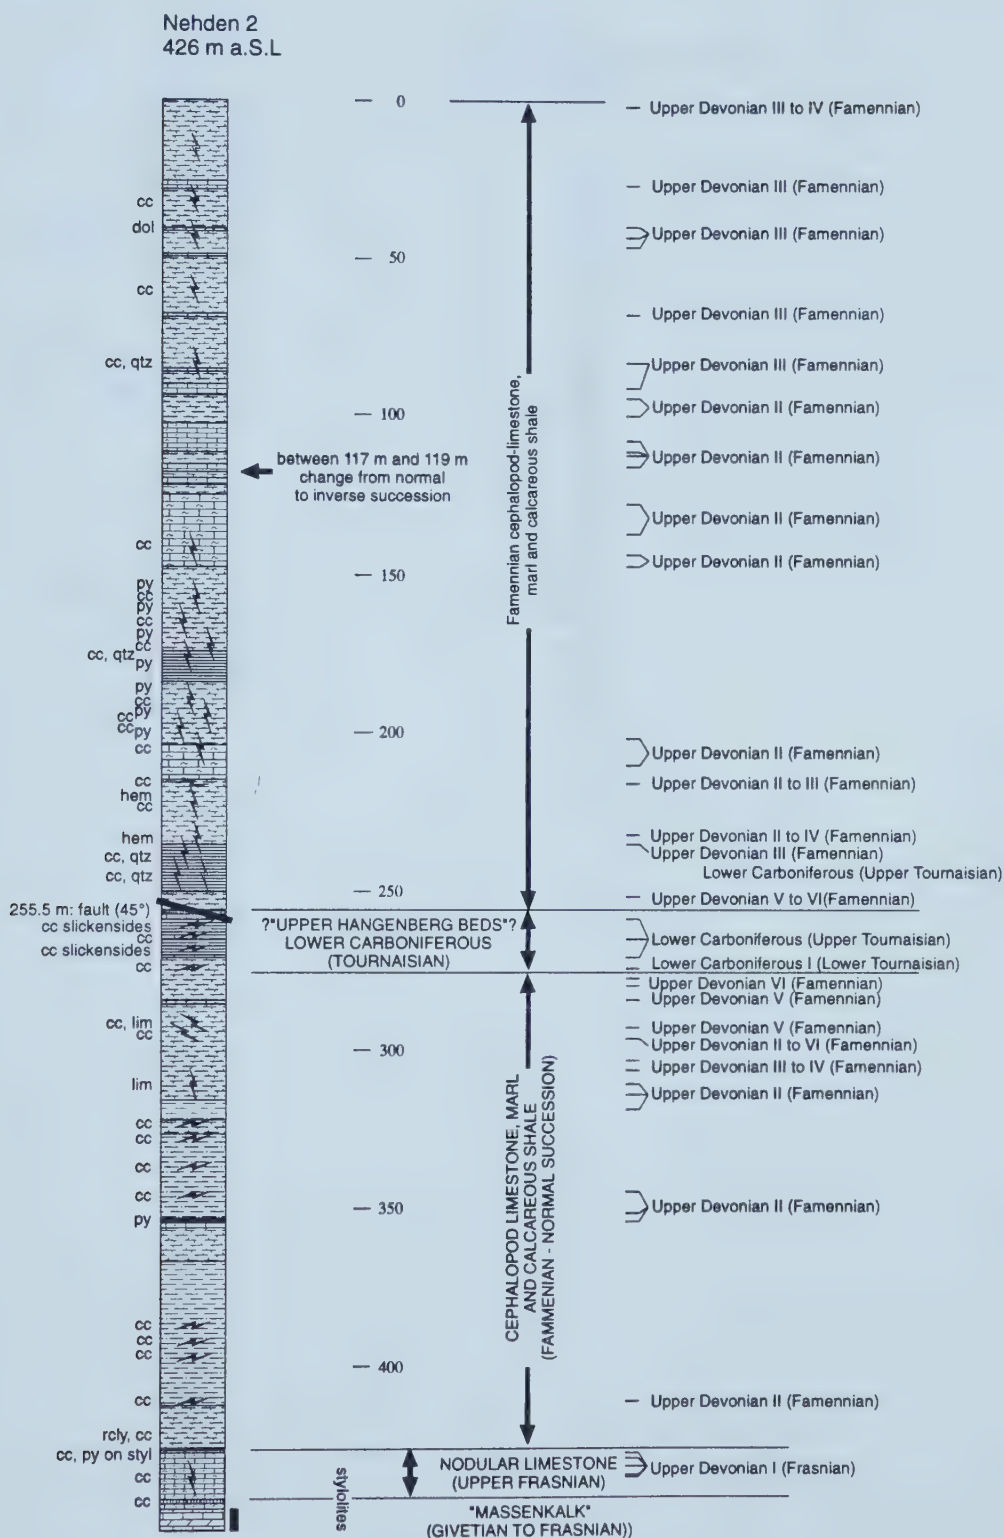 Nehden 2
426 m a.S.L
0
50
100
150
200
250
300
350
400
cc
dol
cc
cc, qtz
cc
py
cc
py
cc
py
cc
cc, qtz
py
py
cc
py
cc
py
cc
cc
cc
hem
cc
hem
cc, qtz
cc, qtz
255.5 m: fault (45°)
cc slickensides
cc
cc slickensides
cc
cc, lim
cc
lim
cc
cc
cc
cc
py
cc
cc
cc
cc
rcly, cc
cc, py on styl
cc
cc
between 117 m and 119 m
change from normal
to inverse succession
Famennian cephalopod-limestone,
marl and calcareous shale
?"UPPER HANGENBERG BEDS"?
LOWER CARBONIFEROUS
(TOURNAISIAN)
CEPHALOPOD LIMESTONE, MARL
AND CALCAREOUS SHALE
(FAMMENIAN - NORMAL SUCCESSION)
stylolites
NODULAR LIMESTONE
(UPPER FRASNIAN)
"MASSENKALK"
(GIVETIAN TO FRASNIAN))
Upper Devonian III to IV (Famennian)
Upper Devonian III (Famennian)
Upper Devonian III (Famennian)
Upper Devonian III (Famennian)
Upper Devonian III (Famennian)
Upper Devonian II (Famennian)
Upper Devonian II (Famennian)
Upper Devonian II (Famennian)
Upper Devonian II (Famennian)
Upper Devonian II (Famennian)
Upper Devonian II to III (Famennian)
Upper Devonian II to IV (Famennian)
Upper Devonian III (Famennian)
Lower Carboniferous (Upper Tournaisian)
Upper Devonian V to VI(Famennian)
Lower Carboniferous (Upper Tournaisian)
Lower Carboniferous I (Lower Tournaisian)
Upper Devonian VI (Famennian)
Upper Devonian V (Famennian)
Upper Devonian V (Famennian)
Upper Devonian II to VI (Famennian)
Upper Devonian III to IV (Famennian)
Upper Devonian II (Famennian)
Upper Devonian II (Famennian)
Upper Devonian II (Famennian)
Upper Devonian I (Frasnian)